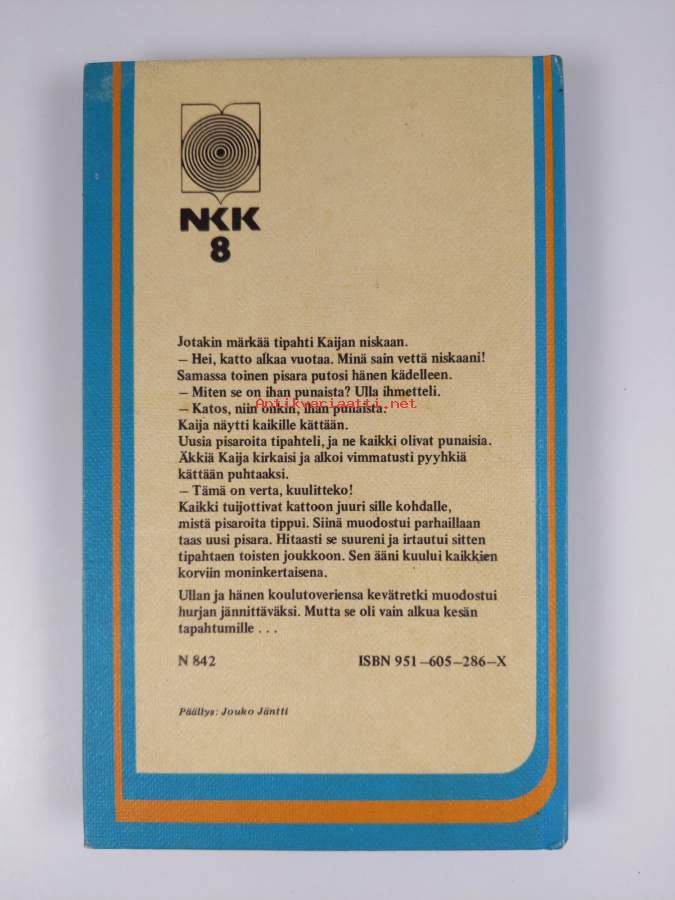 NKK
8
Jotakin märkää tipahti Kaijan niskaan.
— Hei, katto alkaa vuotaa. Minä sain vettä niskaani!
Samassa toinen pisara putosi hänen kädelleen.
— Miten se on ihan punaista? Ulla ihmetteli.
Antikvariaatti.net
— Katos, niin onkin, ihan punaista.
Kaija näytti kaikille kättään.
Uusia pisaroita tipahteli, ja ne kaikki olivat punaisia.
Äkkiä Kaija kirkaisi ja alkoi vimmatusti pyyhkiä
kättään puhtaaksi.
— Tämä on verta, kuulitteko!
Kaikki tuijottivat kattoon juuri sille kohdalle,
mistä pisaroita tippui. Siinä muodostui parhaillaan
taas uusi pisara. Hitaasti se suureni ja irtautui sitten
tipahtaen toisten joukkoon. Sen ääni kuului kaikkien
korviin moninkertaisena.
Ullan ja hänen koulutoveriensa kevätretki muodostui
hurjan jännittäväksi. Mutta se oli vain alkua kesän
tapahtumille . . .
N 842 ISBN 951—605—286—X
Päällys: Jouko Jäntti